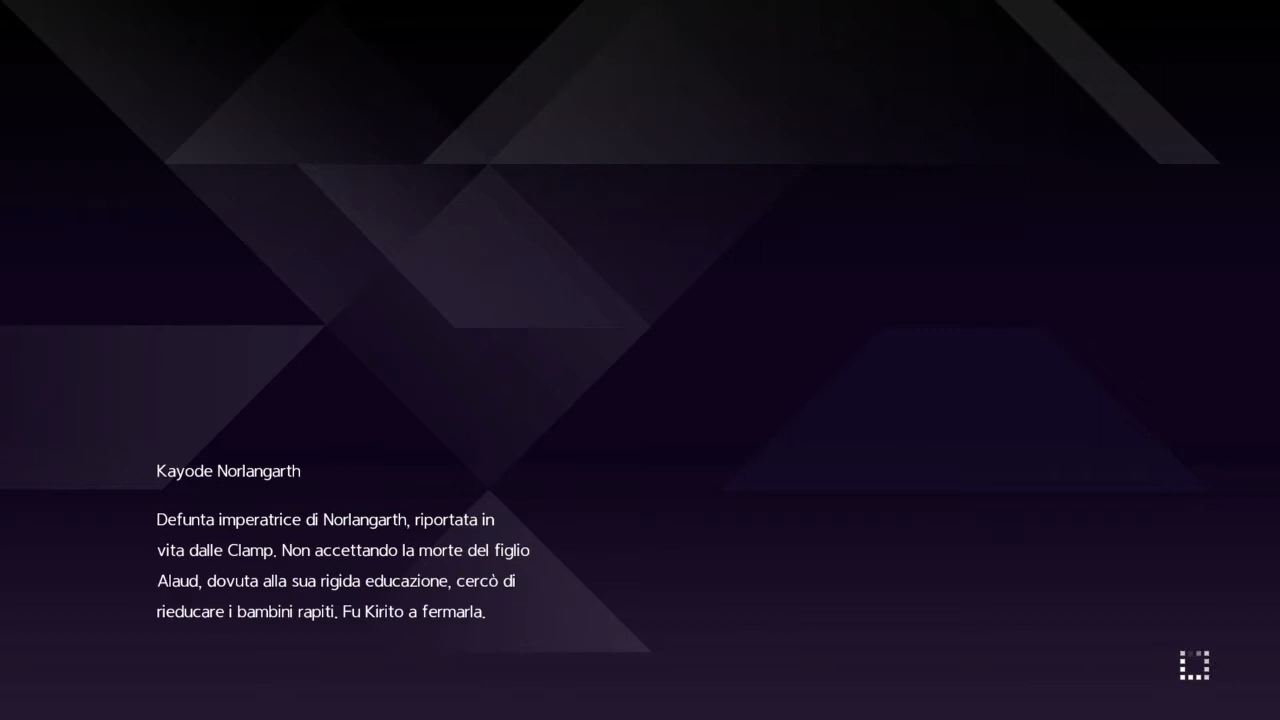 Kayode Norlangarth
Defunta imperatrice di Norlangarth, riportata in
vita dalle Clamp. Non accettando la morte del figlio
Alaud, dovuta alla sua rigida educazione, cercò di
rieducare i bambini rapiti. Fu Kirito a fermarla.